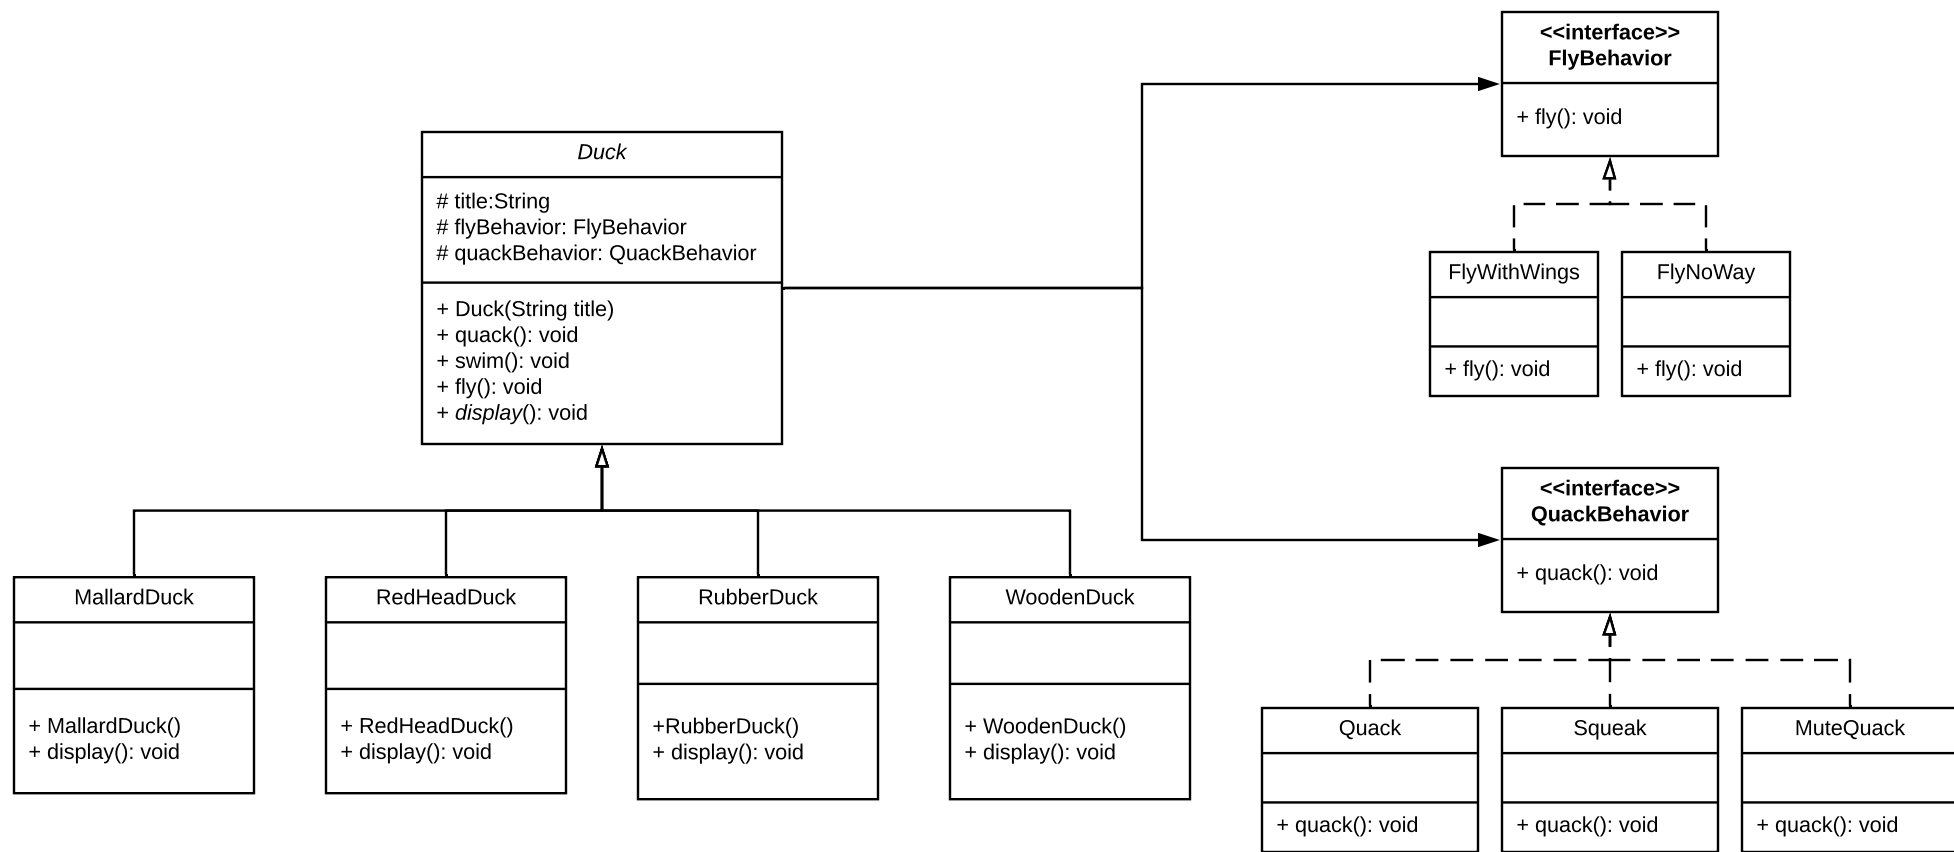 <<interface>>
FlyBehavior
+ fly(): void
Duck
# title:String
# flyBehavior: FlyBehavior
# quackBehavior: QuackBehavior
+ Duck(String title)
+ quack(): void
+ swim(): void
+ fly(): void
+ display(): void
FlyWithWings
+ fly(): void
FlyNoWay
+ fly(): void
<<interface>>
QuackBehavior
+ quack(): void
MallardDuck
+ MallardDuck()
+ display(): void
RedHeadDuck
+ RedHeadDuck()
+ display(): void
RubberDuck
+RubberDuck()
+ display(): void
WoodenDuck
+ WoodenDuck()
+ display(): void
Quack
+ quack(): void
Squeak
+ quack(): void
MuteQuack
+ quack(): void